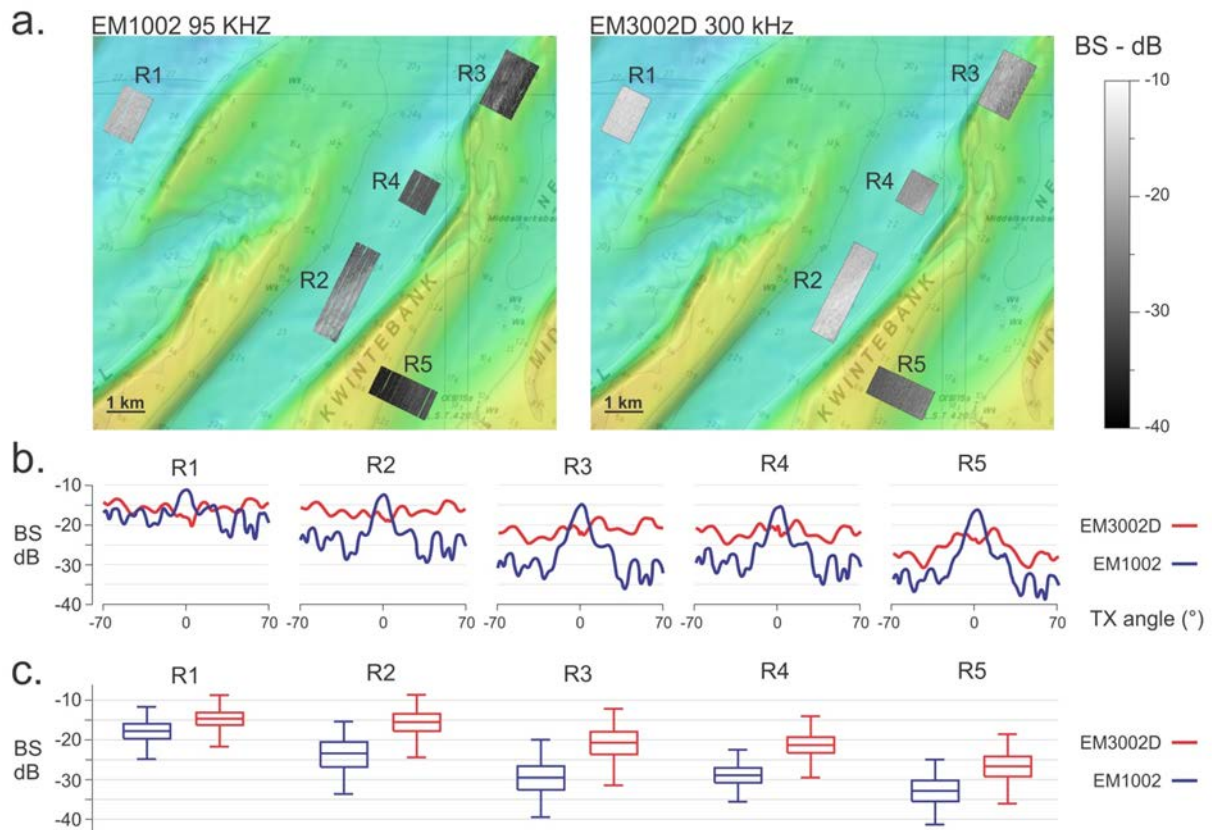 a.
EM1002 95 KHZ
EM3002D 300 kHz
BS - dB
R1
R3
R4
R2
R5
KWINTEBANK
1 km
R1
R3
R4
R2
R5
KWINTEBANK
1 km
-10
-20
-30
-40
b.
R1
R2
R3
R4
R5
BS
dB
-10
-20
-30
-40
-70 0 70
-70 0 70
-70 0 70
-70 0 70
-70 0 70
EM3002D
EM1002
TX angle (°)
c.
R1
R2
R3
R4
R5
BS
dB
-10
-20
-30
-40
EM3002D
EM1002